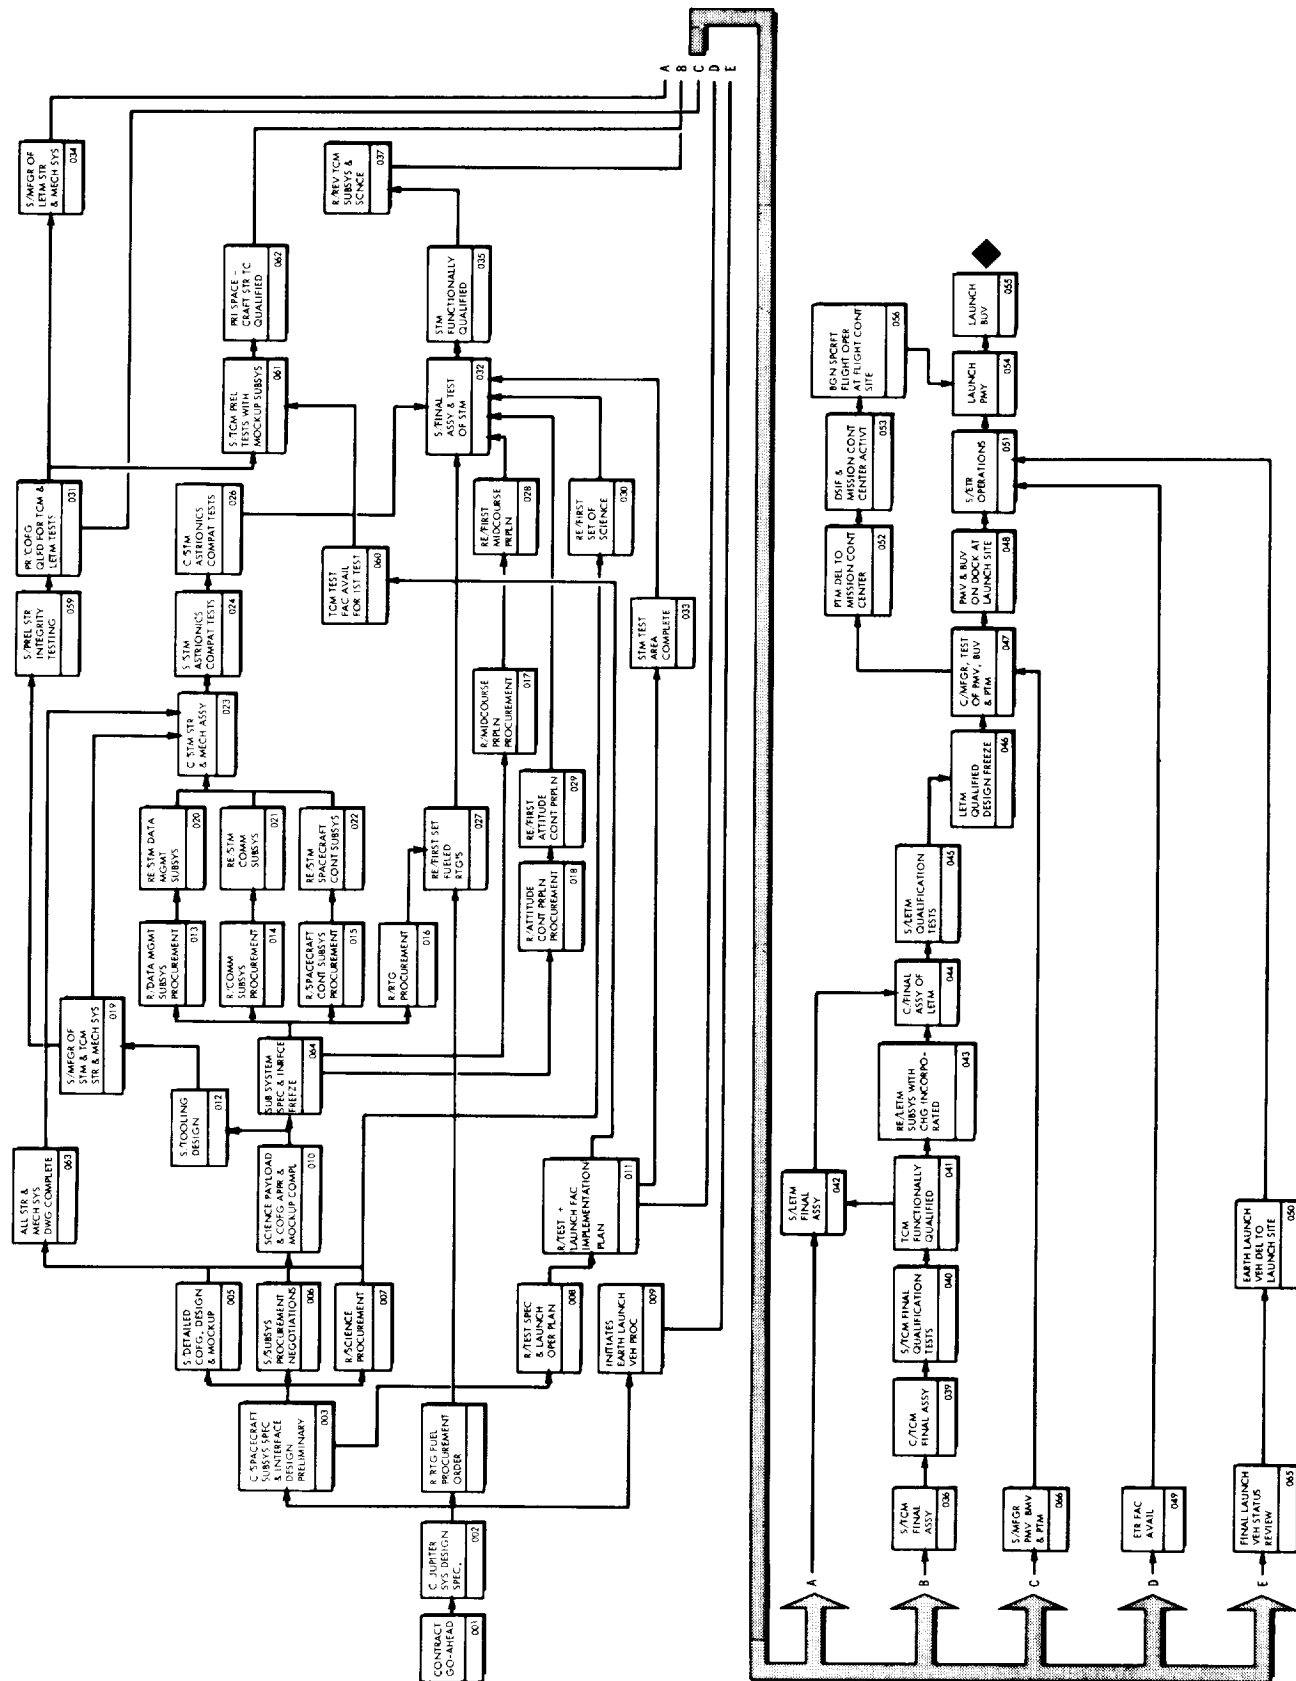 CONTRACT
GO-AHEAD
001
C JUPITER
SYS DESIGN
SPEC.
002
C/SPACECRAFT
SUBSYS SPEC
& INTERFACE
DESIGN
PRELIMINARY
003
R RTG FUEL
PROCUREMENT
ORDER
S/DETAILED
COFG, DESIGN
& MOCKUP
005
S/SUBSYS
PROCUREMENT
NEGOTIATIONS
006
R/SCIENCE
PROCUREMENT
007
R/TEST SPEC
& LAUNCH
OPER PLAN
008
INITIATES
EARTH LAUNCH
VEH PROC
009
ALL STR &
MECH SYS
DWG COMPLETE
063
SCIENCE PAYLOAD
& COFG APPR &
MOCKUP COMPL
010
R/TEST +
LAUNCH FAC
IMPLEMENTATION
PLAN
011
S/TOOLING
DESIGN
012
SUB SYSTEM
SPEC & INRFCE
FREEZE
064
S/MFGR OF
STM & TCM
STR & MECH SYS
019
R/DATA MGMT
SUBSYS
PROCUREMENT
013
R/COMM
SUBSYS
PROCUREMENT
014
R/SPACECRAFT
CONT SUBSYS
PROCUREMENT
015
R/RTG
PROCUREMENT
016
R/ATTITUDE
CONT PRPLN
PROCUREMENT
018
RE/STM DATA
MGMT
SUBSYS
020
RE/STM
COMM
SUBSYS
021
RE/STM
SPACECRAFT
CONT SUBSYS
022
RE/FIRST SET
FUELED
RTG'S
027
RE/FIRST
ATTITUDE
CONT PRPLN
029
C STM STR
& MECH ASSY
023
R/MIDCOURSE
PRPLN
PROCUREMENT
017
S/PREL STR
INTEGRITY
TESTING
059
S STM
ASTRIONICS
COMPAT TESTS
024
TCM TEST
FAC AVAIL
FOR 1ST TEST
060
STM TEST
AREA
COMPLETE
033
PRI COFG
QLFD FOR TCM &
LETM TESTS
031
C/STM
ASTRIONICS
COMPAT TESTS
026
RE/FIRST
MIDCOURSE
PRPLN
028
RE/FIRST
SET OF
SCIENCE
030
S/TCM PREL
TESTS WITH
MOCKUP SUBSYS
061
S/FINAL
ASSY & TEST
OF STM
032
PRI SPACE -
CRAFT STR TC
QUALIFIED
062
STM
FUNCTIONALLY
QUALIFIED
035
S/MFGR OF
LETM STR
& MECH SYS
034
R/REV TCM
SUBSYS &
SCNCE
037
A
B
C
D
E
A
B
C
D
E
S/TCM
FINAL
ASSY
036
S/MFGR
PMV BMV
& PTM
066
ETR FAC
AVAIL
049
FINAL LAUNCH
VEH STATUS
REVIEW
065
C/TCM
FINAL ASSY
039
S/TCM FINAL
QUALIFICATION
TESTS
040
EARTH LAUNCH
VEH DEL TO
LAUNCH SITE
050
S/LETM
FINAL
ASSY
042
TCM
FUNCTIONALLY
QUALIFIED
041
RE/LETM
SUBSYS WITH
CHG INCORPO-
RATED
043
C/FINAL
ASSY OF
LETM
044
S/LETM
QUALIFICATION
TESTS
045
LETM
QUALIFIED
DESIGN FREEZE
046
C/MFGR, TEST
OF PMV, BUV
& PTM
047
PTM DEL TO
MISSION CONT
CENTER
052
PMV & BUV
ON DOCK AT
LAUNCH SITE
048
DSIF &
MISSION CONT
CENTER ACTIVT
053
S/ETR
OPERATIONS
051
BGN SPCRFT
FLIGHT OPER
AT FLIGHT CONT
SITE
056
LAUNCH
PMY
054
LAUNCH
BUV
055